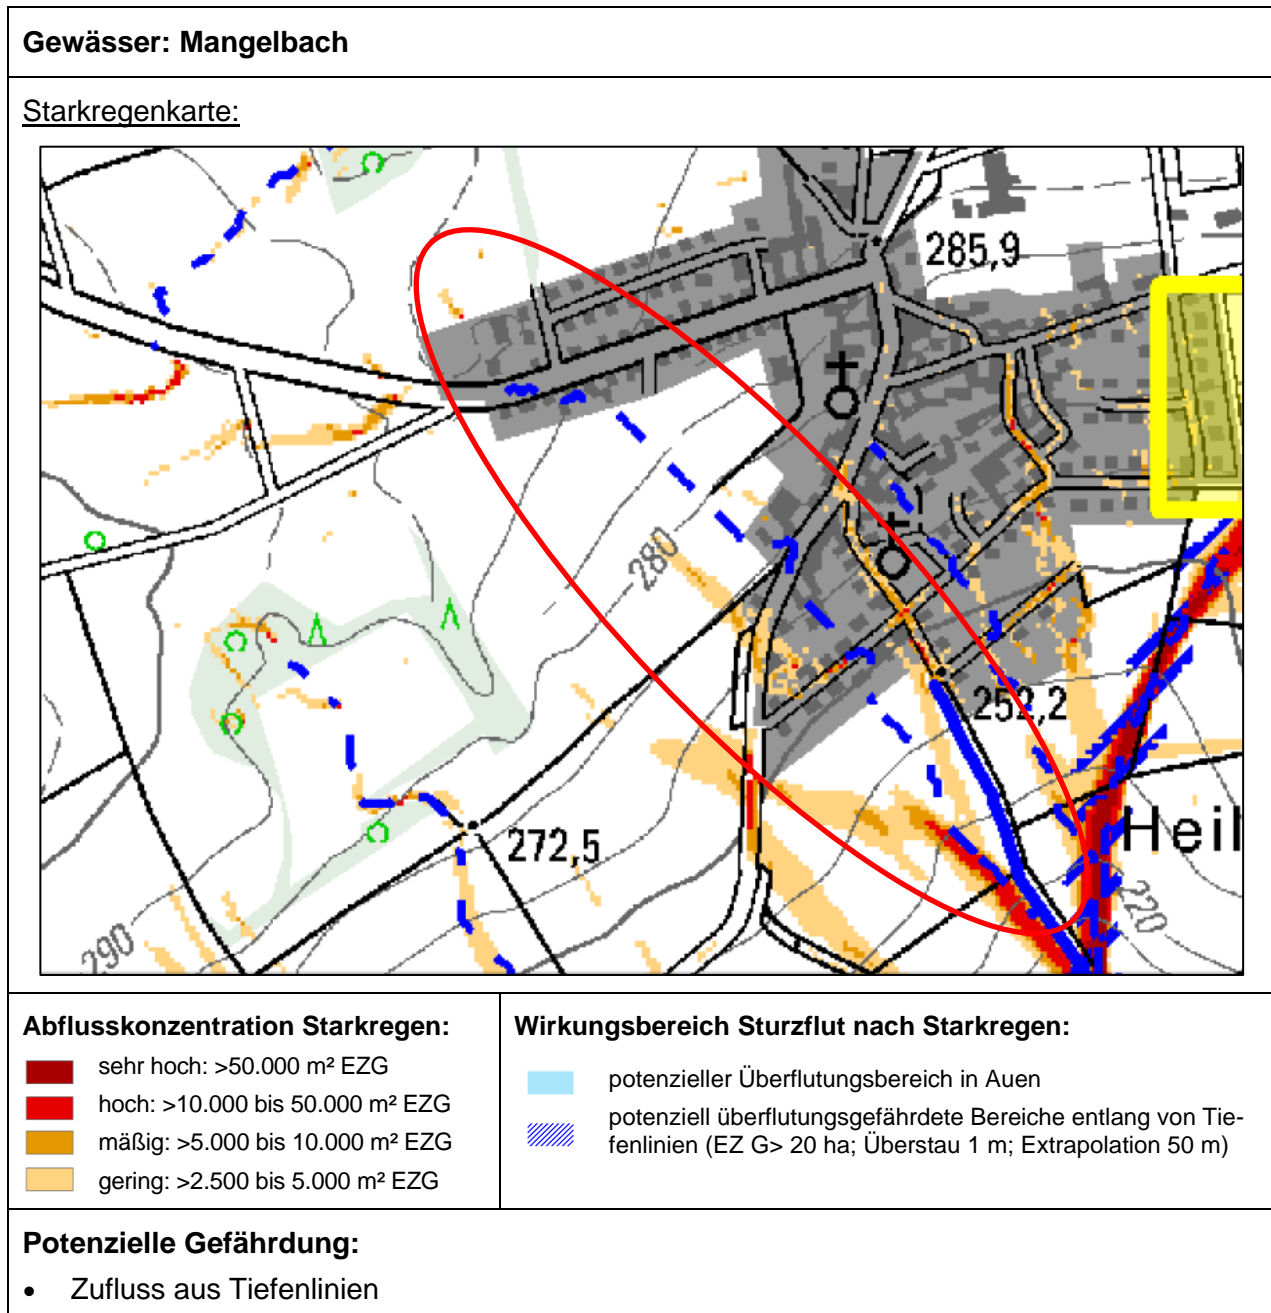 Gewässer: Mangelbach
Starkregenkarte:
285,9
280
252,2
Heil
272,5
290
220
Abflusskonzentration Starkregen:
sehr hoch: >50.000 m² EZG
hoch: >10.000 bis 50.000 m² EZG
mäßig: >5.000 bis 10.000 m² EZG
gering: >2.500 bis 5.000 m² EZG
Wirkungsbereich Sturzflut nach Starkregen:
potenzieller Überflutungsbereich in Auen
potenziell überflutungsgefährdete Bereiche entlang von Tie-
fenlinien (EZ G> 20 ha; Überstau 1 m; Extrapolation 50 m)
Potenzielle Gefährdung:
• Zufluss aus Tiefenlinien